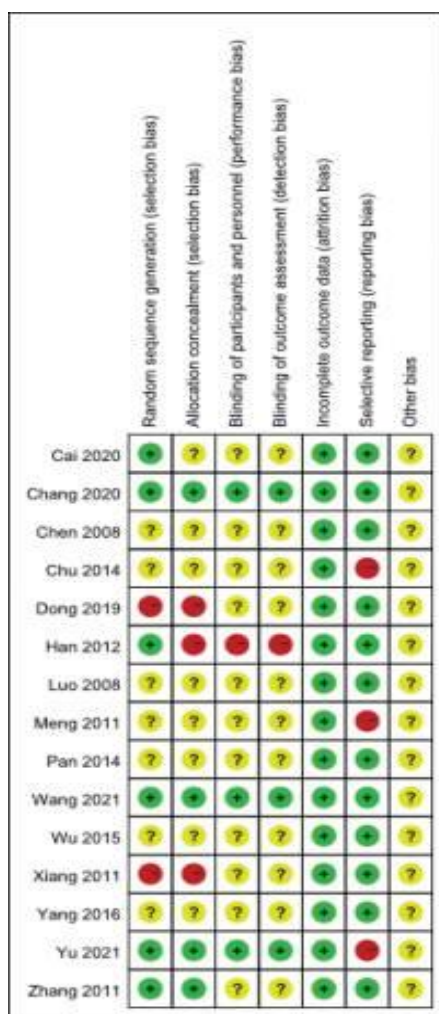 Random sequence generation (selection bias)
Allocation concealment (selection bias)
Blinding of participants and personnel (performance bias)
Blinding of outcome assessment (detection bias)
Incomplete outcome data (attrition bias)
Selective reporting (reporting bias)
Other bias
Cai 2020 + ? ? ? + + ?
Chang 2020 + + + + + + ?
Chen 2008 ? ? ? ? + + ?
Chu 2014 ? ? ? ? + ?
Dong 2019 ? ? + + ?
Han 2012 + + + ?
Luo 2008 ? ? ? ? + + ?
Meng 2011 ? ? ? ? + ?
Pan 2014 ? ? ? ? + + ?
Wang 2021 + + + + + + ?
Wu 2015 ? ? ? ? + + ?
Xiang 2011 ? ? + + ?
Yang 2016 ? ? ? ? + + ?
Yu 2021 + + + + + ?
Zhang 2011 + + ? ? + + ?